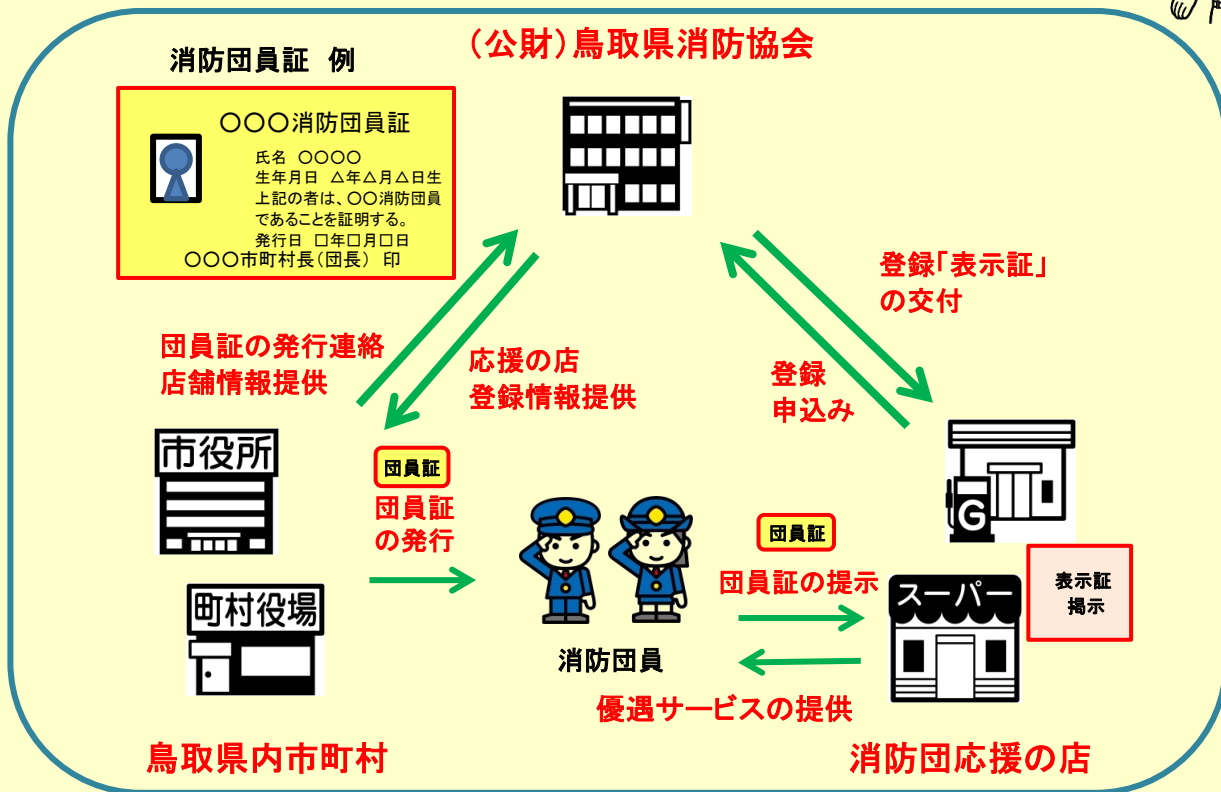 (公財)鳥取県消防協会
消防団員証 例
〇〇〇消防団員証
氏名 〇〇〇〇
生年月日 △年△月△日生
上記の者は、〇〇消防団員
であることを証明する。
発行日 □年□月□日
〇〇〇市町村長(団長) 印
登録「表示証」
の交付
団員証の発行連絡
店舗情報提供
応援の店
登録情報提供
登録
申込み
市役所
団員証
団員証
の発行
町村役場
消防団員
団員証
団員証の提示
G
スーパー
表示証
掲示
優遇サービスの提供
鳥取県内市町村
消防団応援の店